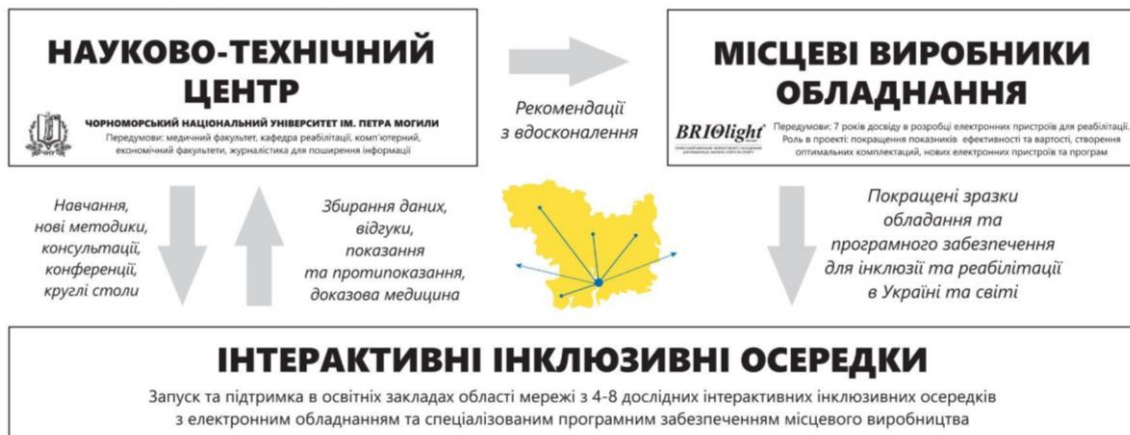 НАУКОВО-ТЕХНІЧНИЙ
ЦЕНТР
ЧОРНОМОРСЬКИЙ НАЦІОНАЛЬНИЙ УНІВЕРСИТЕТ ІМ. ПЕТРА МОГИЛИ
Передумови: медичний факультет, кафедра реабілітації, комп'ютерний,
економічний факультети, журналістика для поширення інформації
Рекомендації
з вдосконалення
МІСЦЕВІ ВИРОБНИКИ
ОБЛАДНАННЯ
BRIOlight
Передумови: 7 років досвіду в розробці електронних пристроїв для реабілітації.
Роль в проекті: покращення показників ефективності та вартості, створення
оптимальних комплектацій, нових електронних пристроїв та програм
Навчання,
нові методики,
консультації,
конференції,
круглі столи
Збирання даних,
відгуки,
показання
та протипоказання,
доказова медицина
Покращені зразки
обладання та
програмного забезпечення
для інклюзії та реабілітації
в Україні та світі
ІНТЕРАКТИВНІ ІНКЛЮЗИВНІ ОСЕРЕДКИ
Запуск та підтримка в освітніх закладах області мережі з 4-8 дослідних інтерактивних інклюзивних осередків
з електронним обладнанням та спеціалізованим програмним забезпеченням місцевого виробництва